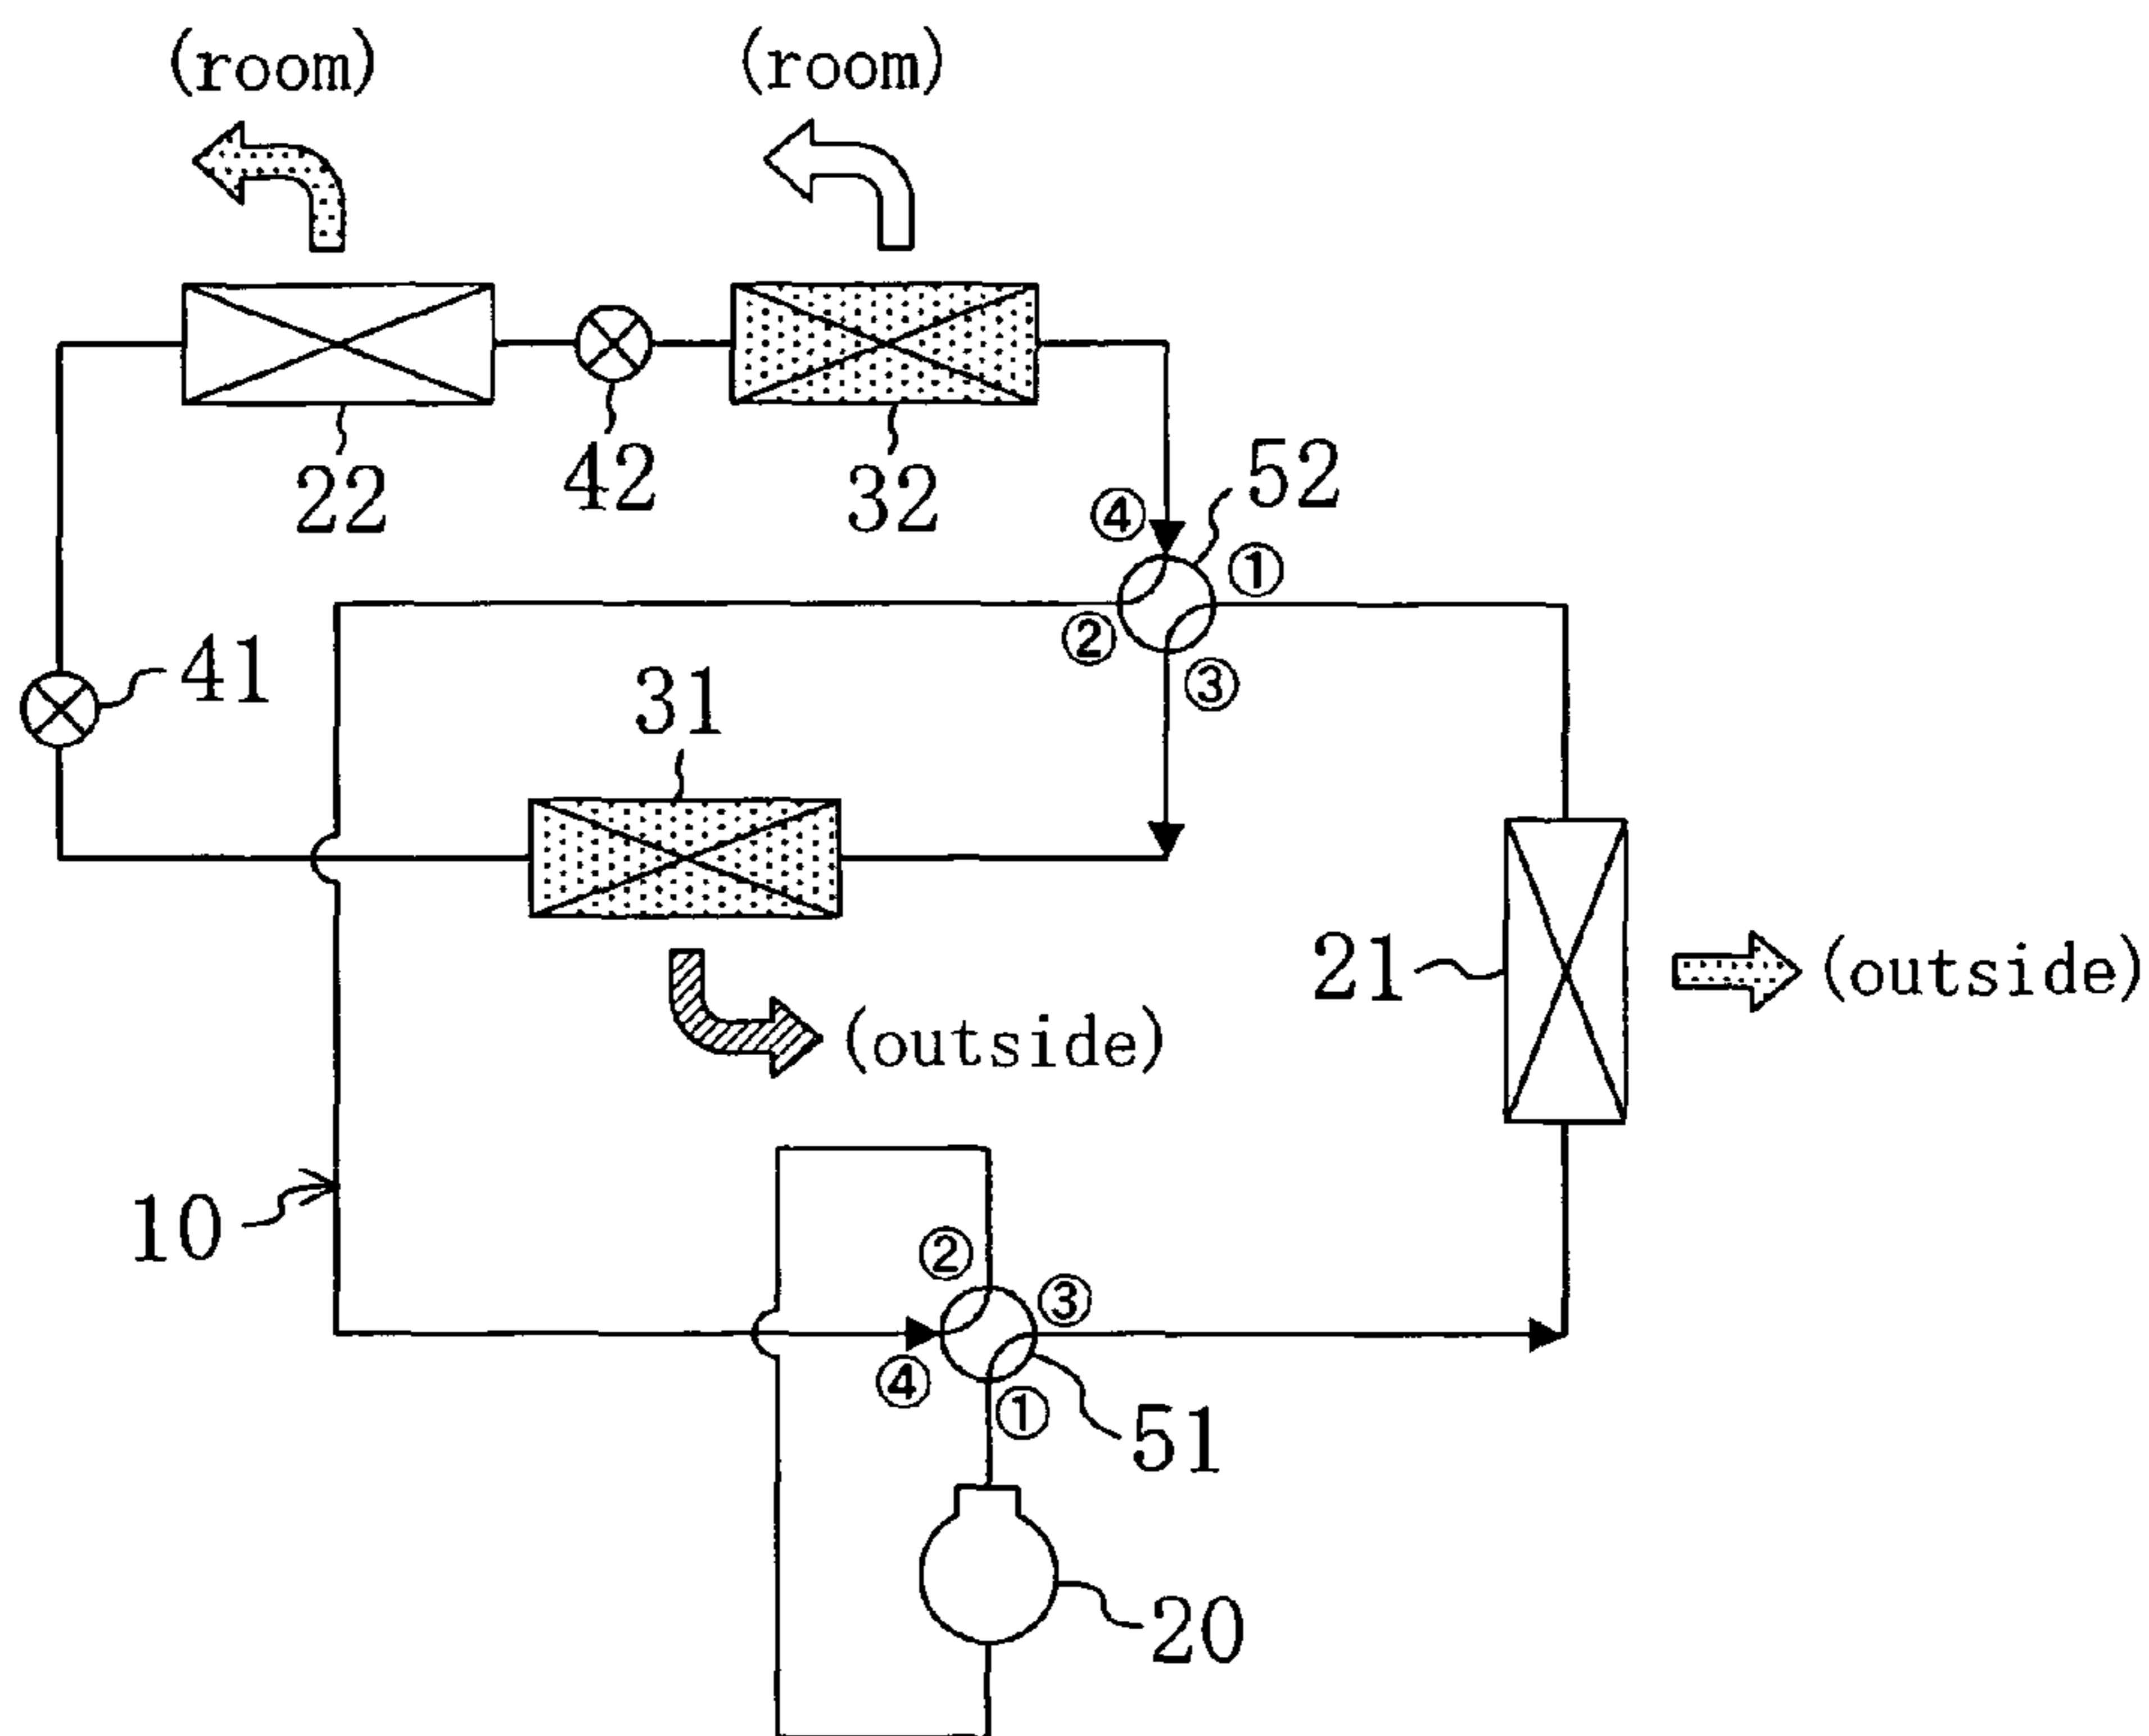 (room) (room)
22 42 32 52
④ ①
② ③
41 31
21 (outside)
(outside)
10
② ③
④ ①
51
20